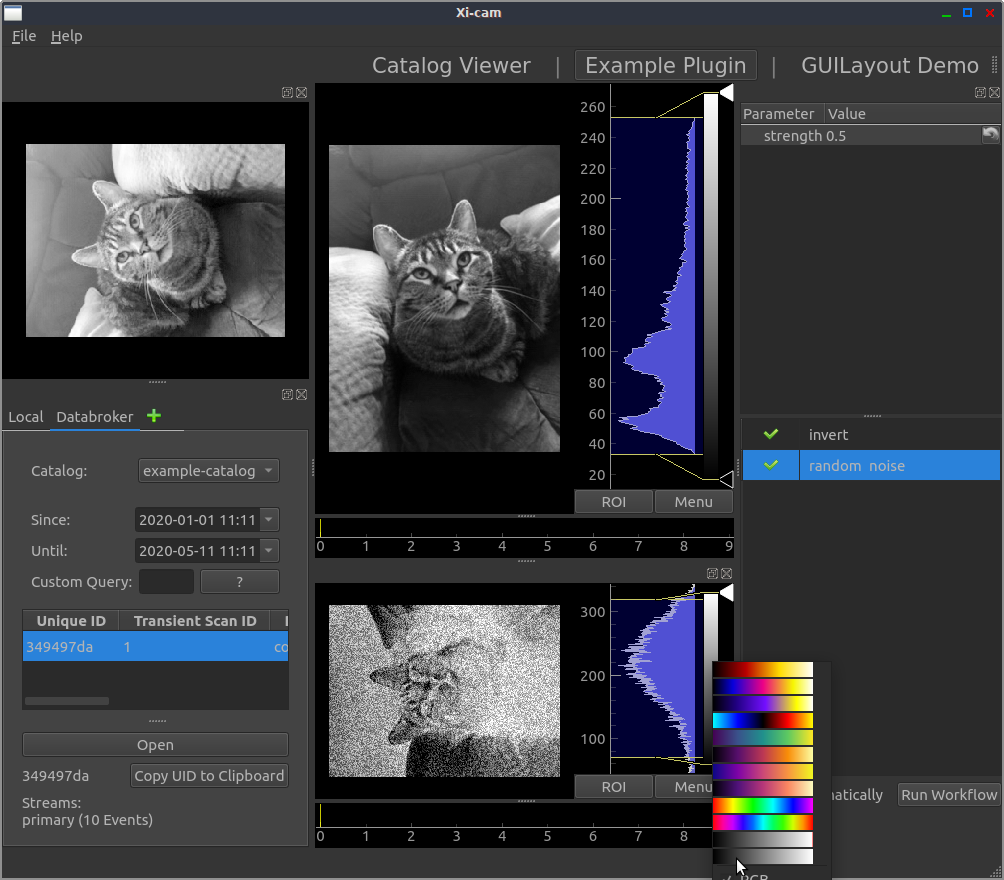 Xi-cam
File Help
Catalog Viewer | Example Plugin | GUILayout Demo
260
240
220
200
180
160
140
120
100
80
60
40
20
ROI Menu
0 1 2 3 4 5 6 7 8 9
Parameter Value
strength 0.5
invert
random noise
Local Databroker
Catalog: example-catalog
Since: 2020-01-01 11:11
Until: 2020-05-11 11:11
Custom Query: ?
Unique ID Transient Scan ID
349497da 1 co
Open
349497da Copy UID to Clipboard
Streams:
primary (10 Events)
300
200
100
ROI Menu
0 1 2 3 4 5 6 7 8
matically Run Workflow
RGB